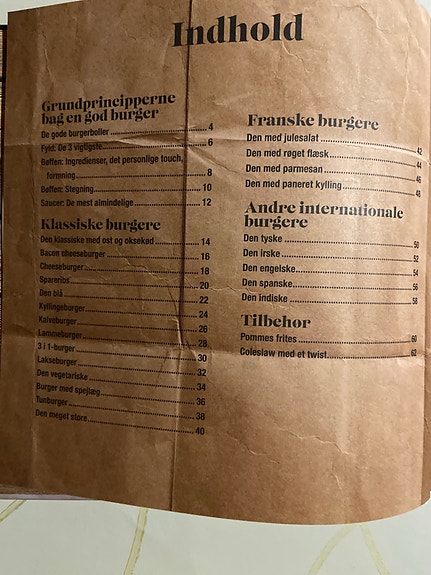 Indhold
Grundprincipperne
bag en god burger
De gode burgerboller 4
Fyld: De 3 vigtigste 6
Bøffen: Ingredienser, det personlige touch,
formning 8
Bøffen: Stegning 10
Saucer: De mest almindelige 12
Klassiske burgere
Den klassiske med ost og oksekød 14
Bacon cheeseburger 16
Cheeseburger 18
Spareribs 20
Den blå 22
Kyllingeburger 24
Kalveburger 26
Lammeburger 28
3 i 1-burger 30
Lakseburger 32
Den vegetariske 34
Burger med spejlæg 36
Tunburger 38
Den meget store 40
Franske burgere
Den med julesalat 42
Den med røget flæsk 44
Den med parmesan 46
Den med paneret kylling 48
Andre internationale
burgere
Den tyske 50
Den irske 52
Den engelske 54
Den spanske 56
Den indiske 58
Tilbehør
Pommes frites 60
Coleslaw med et twist 62